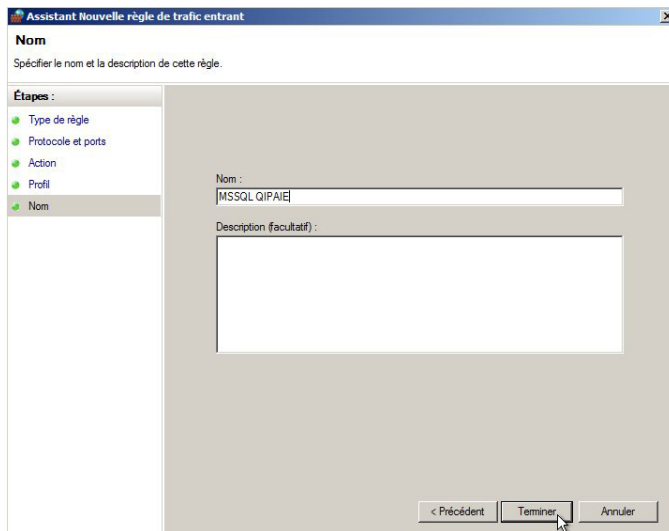 Assistant Nouvelle règle de trafic entrant
Nom
Spécifier le nom et la description de cette règle.
Étapes :
Type de règle
Protocole et ports
Action
Profil
Nom
Nom :
MSSQL QIPAIE
Description (facultatif) :
< Précédent
Terminer
Annuler